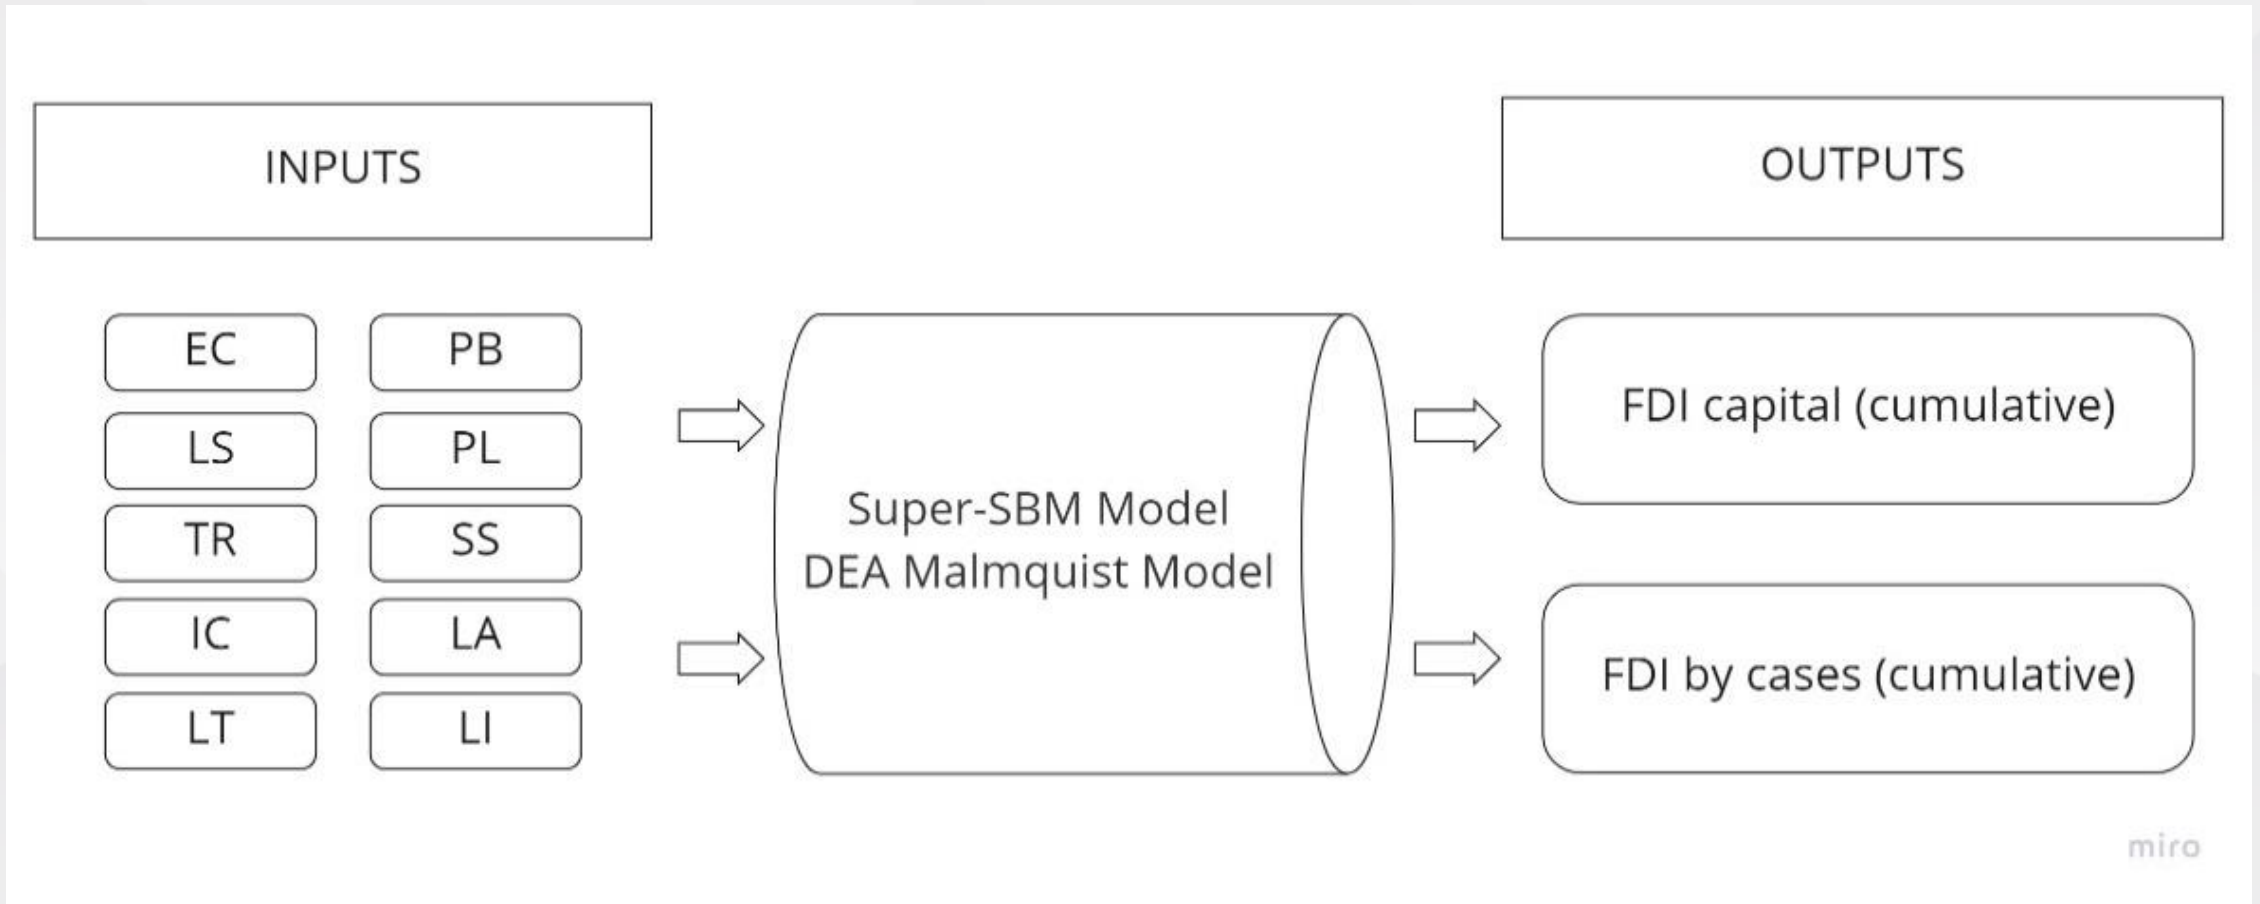 INPUTS
OUTPUTS
EC
PB
LS
PL
TR
SS
IC
LA
LT
LI
Super-SBM Model
DEA Malmquist Model
FDI capital (cumulative)
FDI by cases (cumulative)
miro